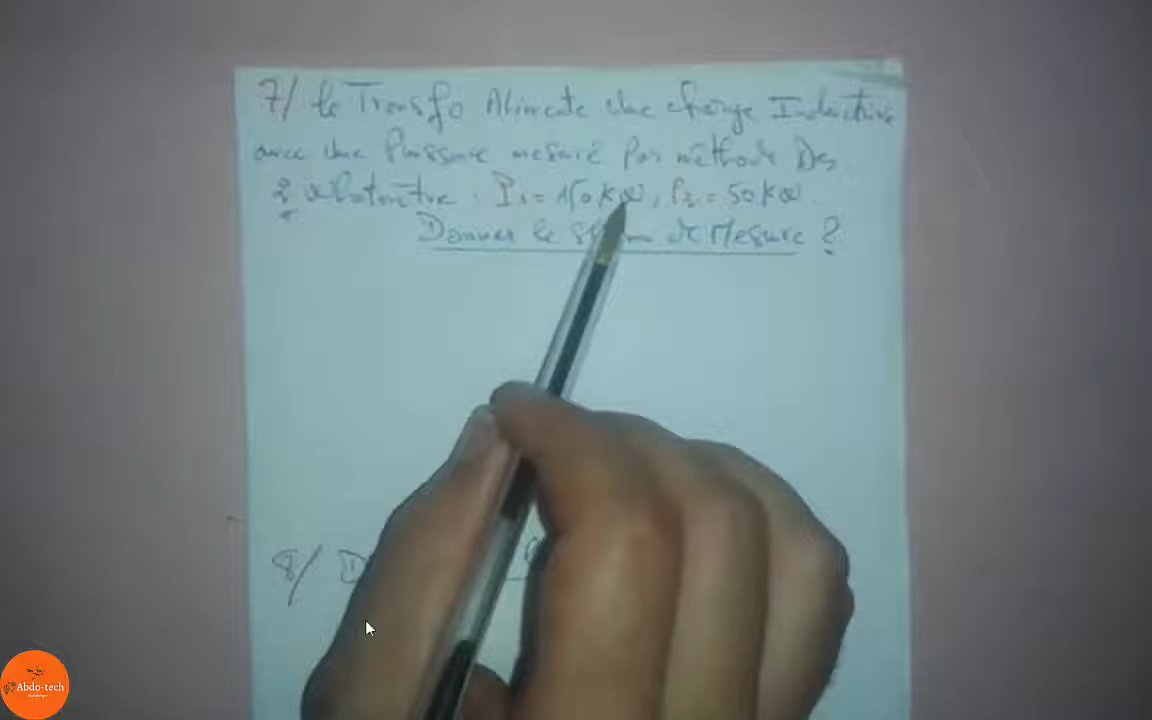 7/ le Transfo Alimente une charge Inductive
avec une Puissance mesuré Par méthode Des
2 wattmètre . P1 = 150 KW , P2 = 50 KW .
Donner le de Mesure ?
8/ D
Abdo-tech